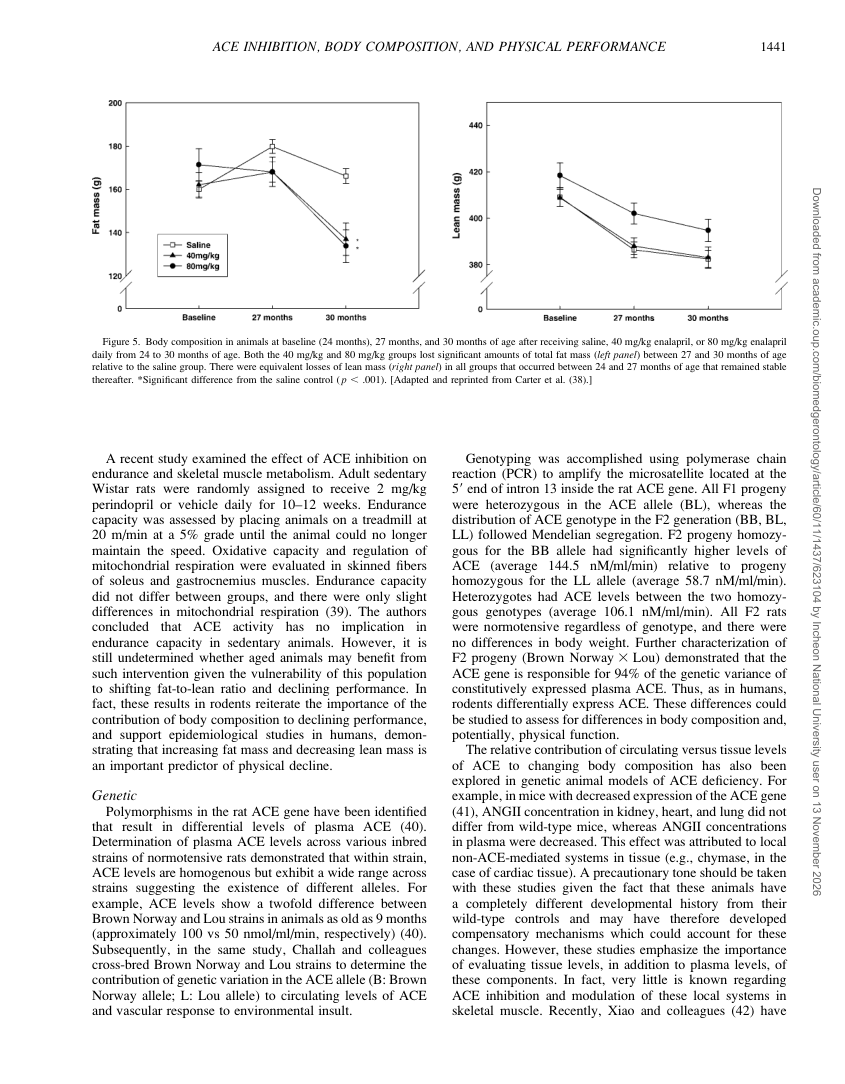 ACE INHIBITION, BODY COMPOSITION, AND PHYSICAL PERFORMANCE 1441
200
180
160
140
120
0
Fat mass (g)
Saline
40mg/kg
80mg/kg
*
*
Baseline 27 months 30 months
440
420
400
380
0
Lean mass (g)
Baseline 27 months 30 months
Figure 5. Body composition in animals at baseline (24 months), 27 months, and 30 months of age after receiving saline, 40 mg/kg enalapril, or 80 mg/kg enalapril
daily from 24 to 30 months of age. Both the 40 mg/kg and 80 mg/kg groups lost significant amounts of total fat mass (left panel) between 27 and 30 months of age
relative to the saline group. There were equivalent losses of lean mass (right panel) in all groups that occurred between 24 and 27 months of age that remained stable
thereafter. *Significant difference from the saline control (p < .001). [Adapted and reprinted from Carter et al. (38).]
A recent study examined the effect of ACE inhibition on
endurance and skeletal muscle metabolism. Adult sedentary
Wistar rats were randomly assigned to receive 2 mg/kg
perindopril or vehicle daily for 10–12 weeks. Endurance
capacity was assessed by placing animals on a treadmill at
20 m/min at a 5% grade until the animal could no longer
maintain the speed. Oxidative capacity and regulation of
mitochondrial respiration were evaluated in skinned fibers
of soleus and gastrocnemius muscles. Endurance capacity
did not differ between groups, and there were only slight
differences in mitochondrial respiration (39). The authors
concluded that ACE activity has no implication in
endurance capacity in sedentary animals. However, it is
still undetermined whether aged animals may benefit from
such intervention given the vulnerability of this population
to shifting fat-to-lean ratio and declining performance. In
fact, these results in rodents reiterate the importance of the
contribution of body composition to declining performance,
and support epidemiological studies in humans, demon-
strating that increasing fat mass and decreasing lean mass is
an important predictor of physical decline.
Genetic
Polymorphisms in the rat ACE gene have been identified
that result in differential levels of plasma ACE (40).
Determination of plasma ACE levels across various inbred
strains of normotensive rats demonstrated that within strain,
ACE levels are homogenous but exhibit a wide range across
strains suggesting the existence of different alleles. For
example, ACE levels show a twofold difference between
Brown Norway and Lou strains in animals as old as 9 months
(approximately 100 vs 50 nmol/ml/min, respectively) (40).
Subsequently, in the same study, Challah and colleagues
cross-bred Brown Norway and Lou strains to determine the
contribution of genetic variation in the ACE allele (B: Brown
Norway allele; L: Lou allele) to circulating levels of ACE
and vascular response to environmental insult.
Genotyping was accomplished using polymerase chain
reaction (PCR) to amplify the microsatellite located at the
5′ end of intron 13 inside the rat ACE gene. All F1 progeny
were heterozygous in the ACE allele (BL), whereas the
distribution of ACE genotype in the F2 generation (BB, BL,
LL) followed Mendelian segregation. F2 progeny homozy-
gous for the BB allele had significantly higher levels of
ACE (average 144.5 nM/ml/min) relative to progeny
homozygous for the LL allele (average 58.7 nM/ml/min).
Heterozygotes had ACE levels between the two homozy-
gous genotypes (average 106.1 nM/ml/min). All F2 rats
were normotensive regardless of genotype, and there were
no differences in body weight. Further characterization of
F2 progeny (Brown Norway × Lou) demonstrated that the
ACE gene is responsible for 94% of the genetic variance of
constitutively expressed plasma ACE. Thus, as in humans,
rodents differentially express ACE. These differences could
be studied to assess for differences in body composition and,
potentially, physical function.
The relative contribution of circulating versus tissue levels
of ACE to changing body composition has also been
explored in genetic animal models of ACE deficiency. For
example, in mice with decreased expression of the ACE gene
(41), ANGII concentration in kidney, heart, and lung did not
differ from wild-type mice, whereas ANGII concentrations
in plasma were decreased. This effect was attributed to local
non-ACE-mediated systems in tissue (e.g., chymase, in the
case of cardiac tissue). A precautionary tone should be taken
with these studies given the fact that these animals have
a completely different developmental history from their
wild-type controls and may have therefore developed
compensatory mechanisms which could account for these
changes. However, these studies emphasize the importance
of evaluating tissue levels, in addition to plasma levels, of
these components. In fact, very little is known regarding
ACE inhibition and modulation of these local systems in
skeletal muscle. Recently, Xiao and colleagues (42) have
Downloaded from academic.oup.com/biomedgerontology/article/60/11/1437/623104 by Incheon National University user on 13 November 2026